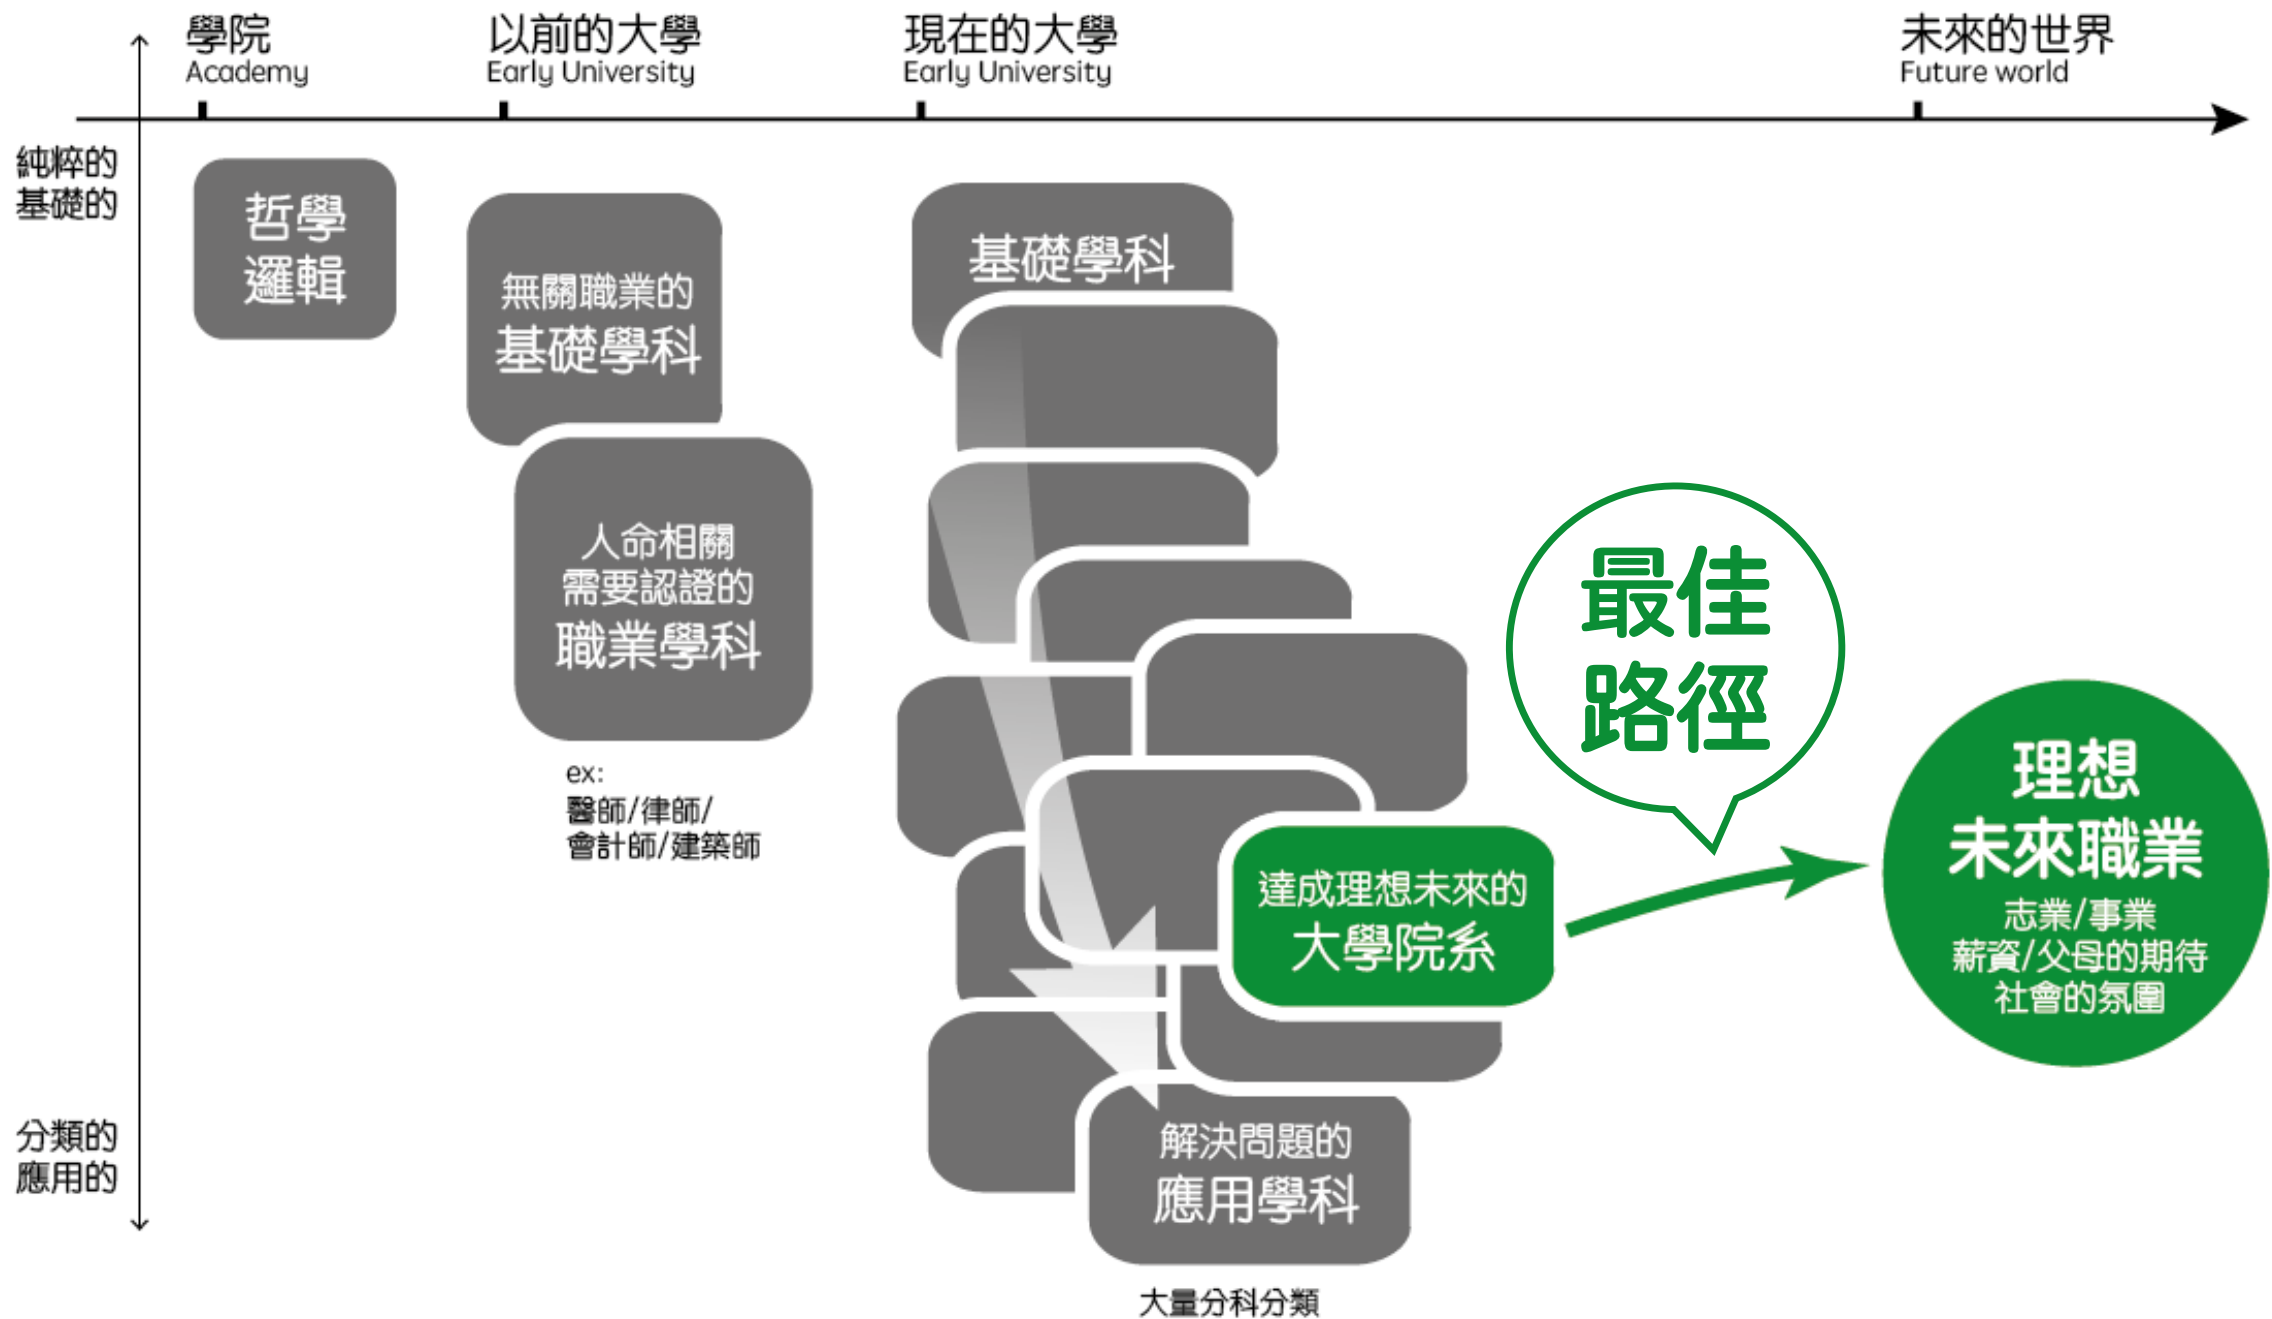 學院
Academy
以前的大學
Early University
現在的大學
Early University
未來的世界
Future world
純粹的
基礎的
哲學
邏輯
無關職業的
基礎學科
人命相關
需要認證的
職業學科
ex:
醫師/律師/
會計師/建築師
基礎學科
達成理想未來的
大學院系
解決問題的
應用學科
大量分科分類
最佳
路徑
理想
未來職業
志業/事業
薪資/父母的期待
社會的氛圍
分類的
應用的